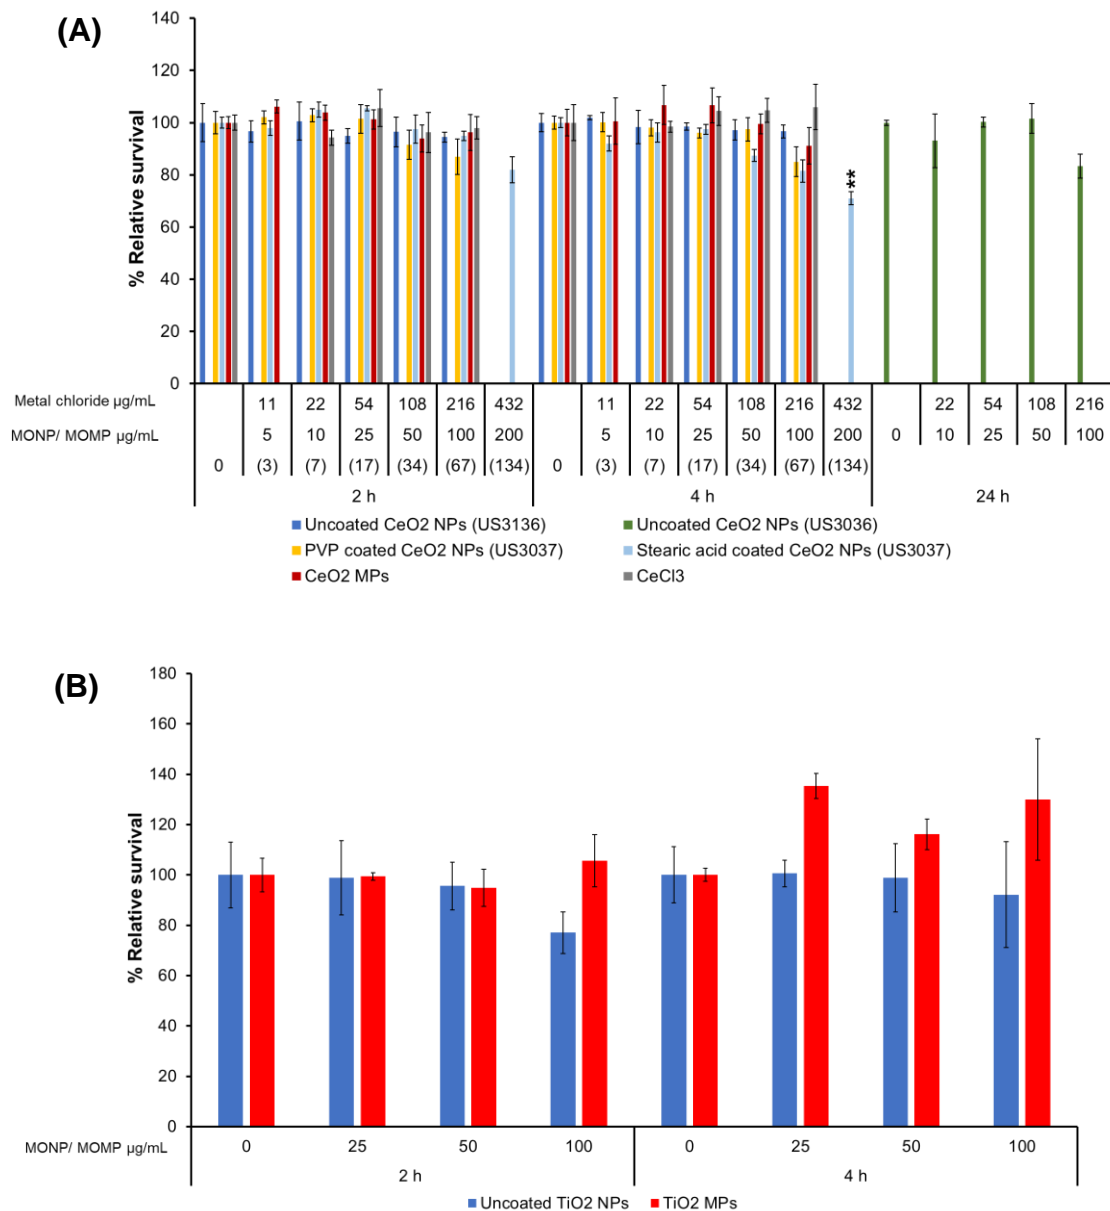 (A)
140
120
100
80
60
40
20
0
% Relative survival
**
Metal chloride µg/mL 11 22 54 108 216 432 11 22 54 108 216 432 22 54 108 216
MONP/ MOMP µg/mL 5 10 25 50 100 200 5 10 25 50 100 200 0 10 25 50 100
0 (3) (7) (17) (34) (67) (134) 0 (3) (7) (17) (34) (67) (134)
2 h 4 h 24 h
Uncoated CeO2 NPs (US3136) Uncoated CeO2 NPs (US3036)
PVP coated CeO2 NPs (US3037) Stearic acid coated CeO2 NPs (US3037)
CeO2 MPs CeCl3
(B)
180
160
140
120
100
80
60
40
20
0
% Relative survival
MONP/ MOMP µg/mL 0 25 50 100 0 25 50 100
2 h 4 h
Uncoated TiO2 NPs TiO2 MPs